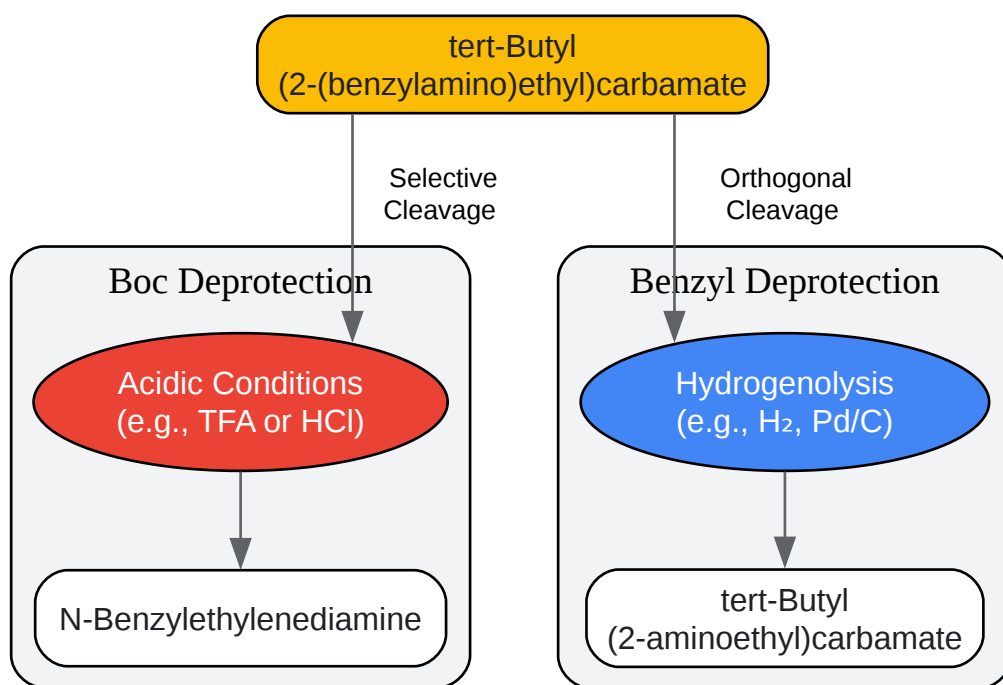 tert-Butyl
(2-(benzylamino)ethyl)carbamate
Selective
Cleavage
Orthogonal
Cleavage
Boc Deprotection
Acidic Conditions
(e.g., TFA or HCl)
N-Benzylethylenediamine
Benzyl Deprotection
Hydrogenolysis
(e.g., H₂, Pd/C)
tert-Butyl
(2-aminoethyl)carbamate